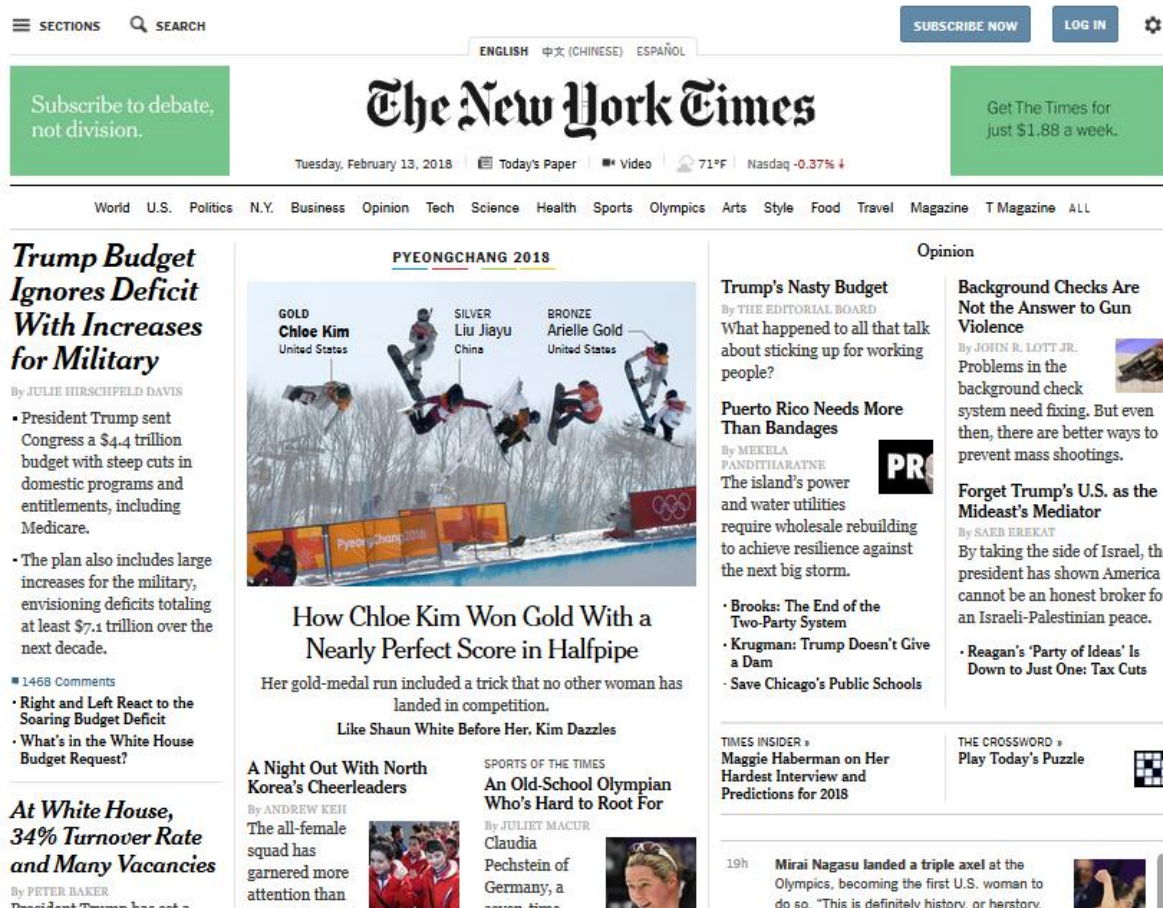 SECTIONS
SEARCH
SUBSCRIBE NOW
LOG IN
ENGLISH 中文 (CHINESE) ESPAÑOL
Subscribe to debate,
not division.
The New York Times
Get The Times for
just $1.88 a week.
Tuesday, February 13, 2018
Today's Paper
Video
71°F
Nasdaq -0.37%
World U.S. Politics N.Y. Business Opinion Tech Science Health Sports Olympics Arts Style Food Travel Magazine T Magazine ALL
Trump Budget
Ignores Deficit
With Increases
for Military
By JULIE HIRSCHFELD DAVIS
▪ President Trump sent
Congress a $4.4 trillion
budget with steep cuts in
domestic programs and
entitlements, including
Medicare.
▪ The plan also includes large
increases for the military,
envisioning deficits totaling
at least $7.1 trillion over the
next decade.
1468 Comments
· Right and Left React to the
Soaring Budget Deficit
· What's in the White House
Budget Request?
At White House,
34% Turnover Rate
and Many Vacancies
By PETER BAKER
President Trump has set a
PYEONGCHANG 2018
GOLD
Chloe Kim
United States
SILVER
Liu Jiayu
China
BRONZE
Arielle Gold
United States
PyeongChang2018
How Chloe Kim Won Gold With a
Nearly Perfect Score in Halfpipe
Her gold-medal run included a trick that no other woman has
landed in competition.
Like Shaun White Before Her, Kim Dazzles
A Night Out With North
Korea's Cheerleaders
By ANDREW KEH
The all-female
squad has
garnered more
attention than
SPORTS OF THE TIMES
An Old-School Olympian
Who's Hard to Root For
By JULIET MACUR
Claudia
Pechstein of
Germany, a
seven-time
Opinion
Trump's Nasty Budget
By THE EDITORIAL BOARD
What happened to all that talk
about sticking up for working
people?
Puerto Rico Needs More
Than Bandages
By MEKELA
PANDITHARATNE
PR
The island's power
and water utilities
require wholesale rebuilding
to achieve resilience against
the next big storm.
· Brooks: The End of the
Two-Party System
· Krugman: Trump Doesn't Give
a Damn
· Save Chicago's Public Schools
Background Checks Are
Not the Answer to Gun
Violence
By JOHN R. LOTT JR.
Problems in the
background check
system need fixing. But even
then, there are better ways to
prevent mass shootings.
Forget Trump's U.S. as the
Mideast's Mediator
By SAEB EREKAT
By taking the side of Israel, th
president has shown America
cannot be an honest broker fo
an Israeli-Palestinian peace.
· Reagan's 'Party of Ideas' Is
Down to Just One: Tax Cuts
TIMES INSIDER »
Maggie Haberman on Her
Hardest Interview and
Predictions for 2018
THE CROSSWORD »
Play Today's Puzzle
19h
Mirai Nagasu landed a triple axel at the
Olympics, becoming the first U.S. woman to
do so. "This is definitely history, or herstory,